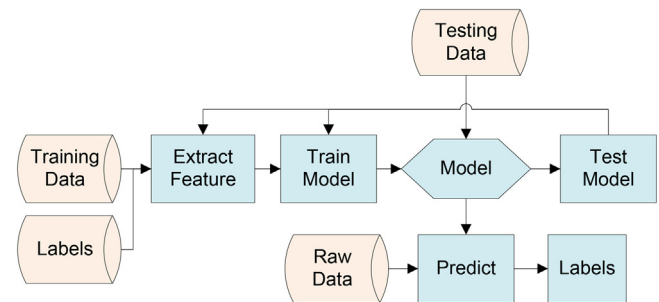 Testing
Data
Training
Data
Extract
Feature
Train
Model
Model
Test
Model
Labels
Raw
Data
Predict
Labels